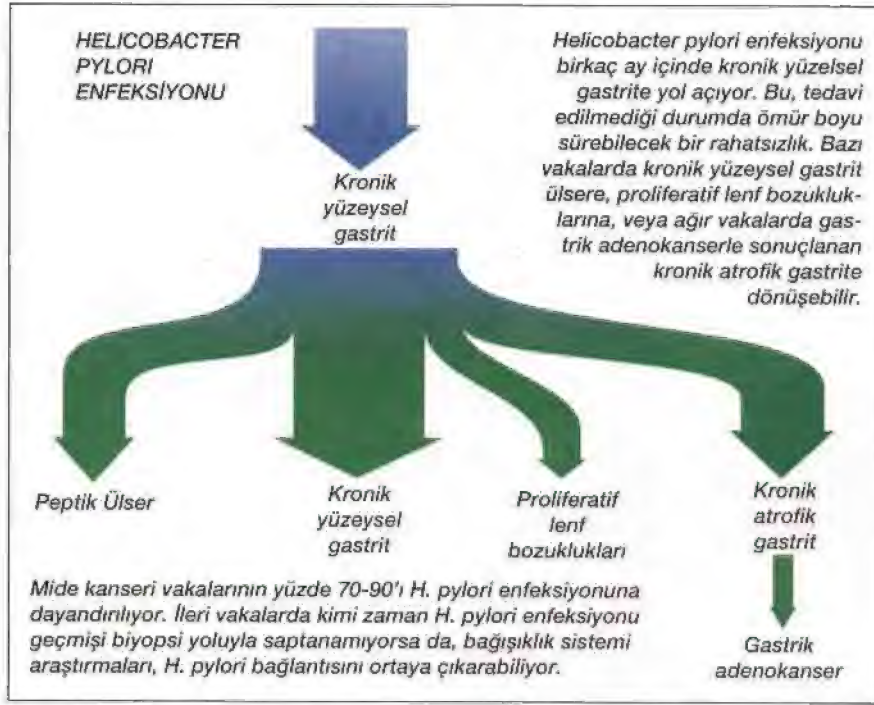 HELICOBACTER
PYLORI
ENFEKSİYONU
Helicobacter pylori enfeksiyonu
birkaç ay içinde kronik yüzelsel
gastrite yol açıyor. Bu, tedavi
edilmediği durumda ömür boyu
sürebilecek bir rahatsızlık. Bazı
vakalarda kronik yüzeysel gastrit
ülsere, proliferatif lenf bozukluk-
larına, veya ağır vakalarda gas-
trik adenokanserle sonuçlanan
kronik atrofik gastrite
dönüşebilir.
Kronik
yüzeysel
gastrit
Peptik Ülser
Kronik
yüzeysel
gastrit
Proliferatif
lenf
bozuklukları
Kronik
atrofik
gastrit
Gastrik
adenokanser
Mide kanseri vakalarının yüzde 70-90'ı H. pylori enfeksiyonuna
dayandırılıyor. İleri vakalarda kimi zaman H. pylori enfeksiyonu
geçmişi biyopsi yoluyla saptanamıyorsa da, bağışıklık sistemi
araştırmaları, H. pylori bağlantısını ortaya çıkarabiliyor.